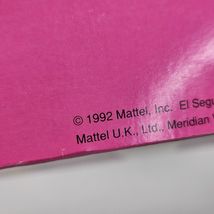 © 1992 Mattel, Inc. El Segu
Mattel U.K., Ltd., Meridian